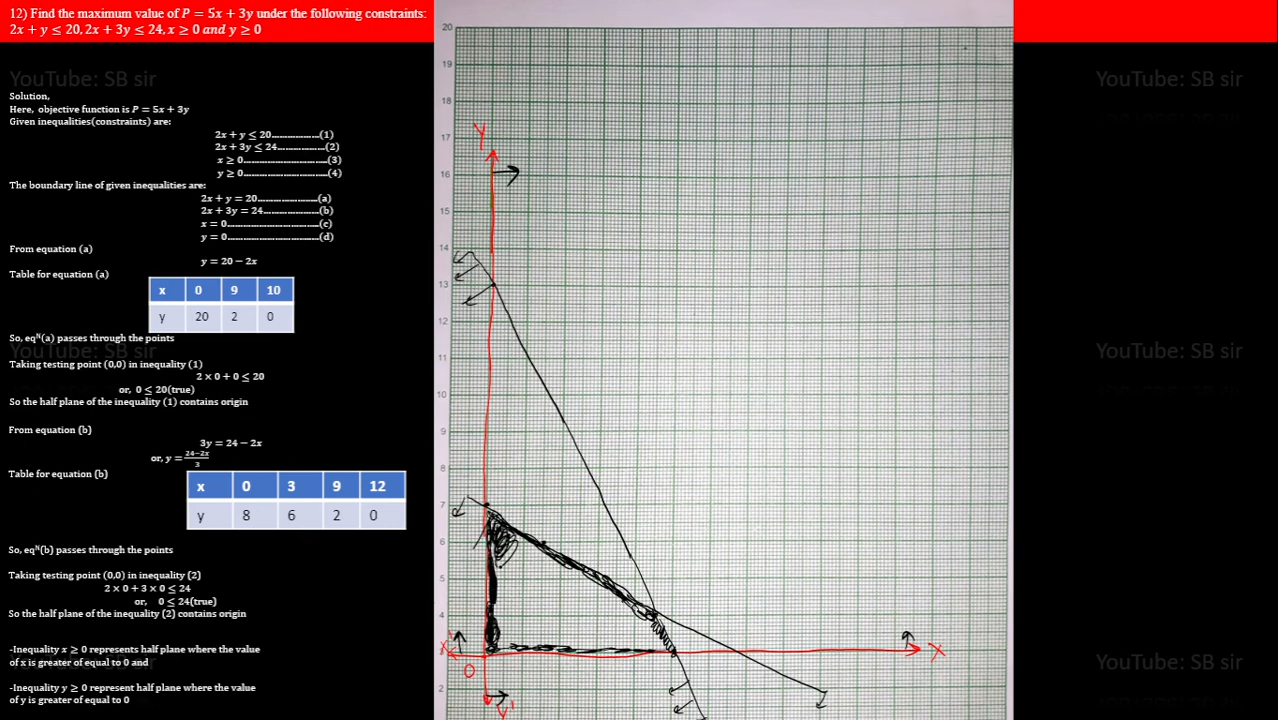 12) Find the maximum value of P = 5x + 3y under the following constraints:
2x + y ≤ 20, 2x + 3y ≤ 24, x ≥ 0 and y ≥ 0
YouTube: SB sir
YouTube: SB sir
Solution,
Here, objective function is P = 5x + 3y
Given inequalities(constraints) are:
2x + y ≤ 20....................(1)
2x + 3y ≤ 24..................(2)
x ≥ 0................................(3)
y ≥ 0................................(4)
The boundary line of given inequalities are:
2x + y = 20......................(a)
2x + 3y = 24....................(b)
x = 0.................................(c)
y = 0.................................(d)
From equation (a)
y = 20 − 2x
Table for equation (a)
x 0 9 10
y 20 2 0
So, eqᴺ(a) passes through the points
YouTube: SB sir
YouTube: SB sir
Taking testing point (0,0) in inequality (1)
2 × 0 + 0 ≤ 20
or, 0 ≤ 20(true)
So the half plane of the inequality (1) contains origin
From equation (b)
3y = 24 − 2x
or, y = 24−2x/3
Table for equation (b)
x 0 3 9 12
y 8 6 2 0
So, eqᴺ(b) passes through the points
Taking testing point (0,0) in inequality (2)
2 × 0 + 3 × 0 ≤ 24
or, 0 ≤ 24(true)
So the half plane of the inequality (2) contains origin
-Inequality x ≥ 0 represents half plane where the value
of x is greater of equal to 0 and
YouTube: SB sir
-Inequality y ≥ 0 represent half plane where the value
of y is greater of equal to 0
20
19
18
17
Y
16
15
14
13
12
11
10
9
8
7
6
5
4
3
X'
X
O
2
Y'